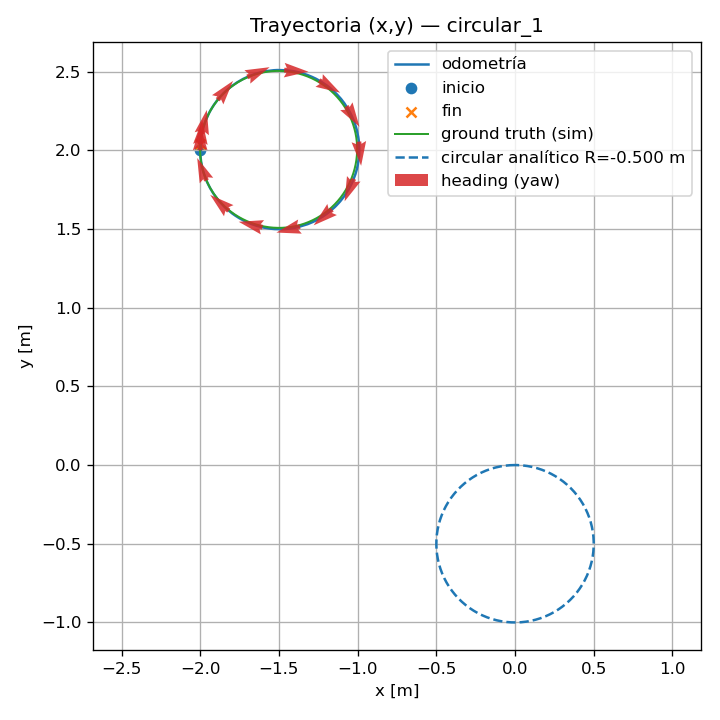 Trayectoria (x,y) — circular_1
odometría
inicio
fin
ground truth (sim)
circular analítico R=-0.500 m
heading (yaw)
2.5
2.0
1.5
1.0
0.5
0.0
−0.5
−1.0
y [m]
−2.5 −2.0 −1.5 −1.0 −0.5 0.0 0.5 1.0
x [m]